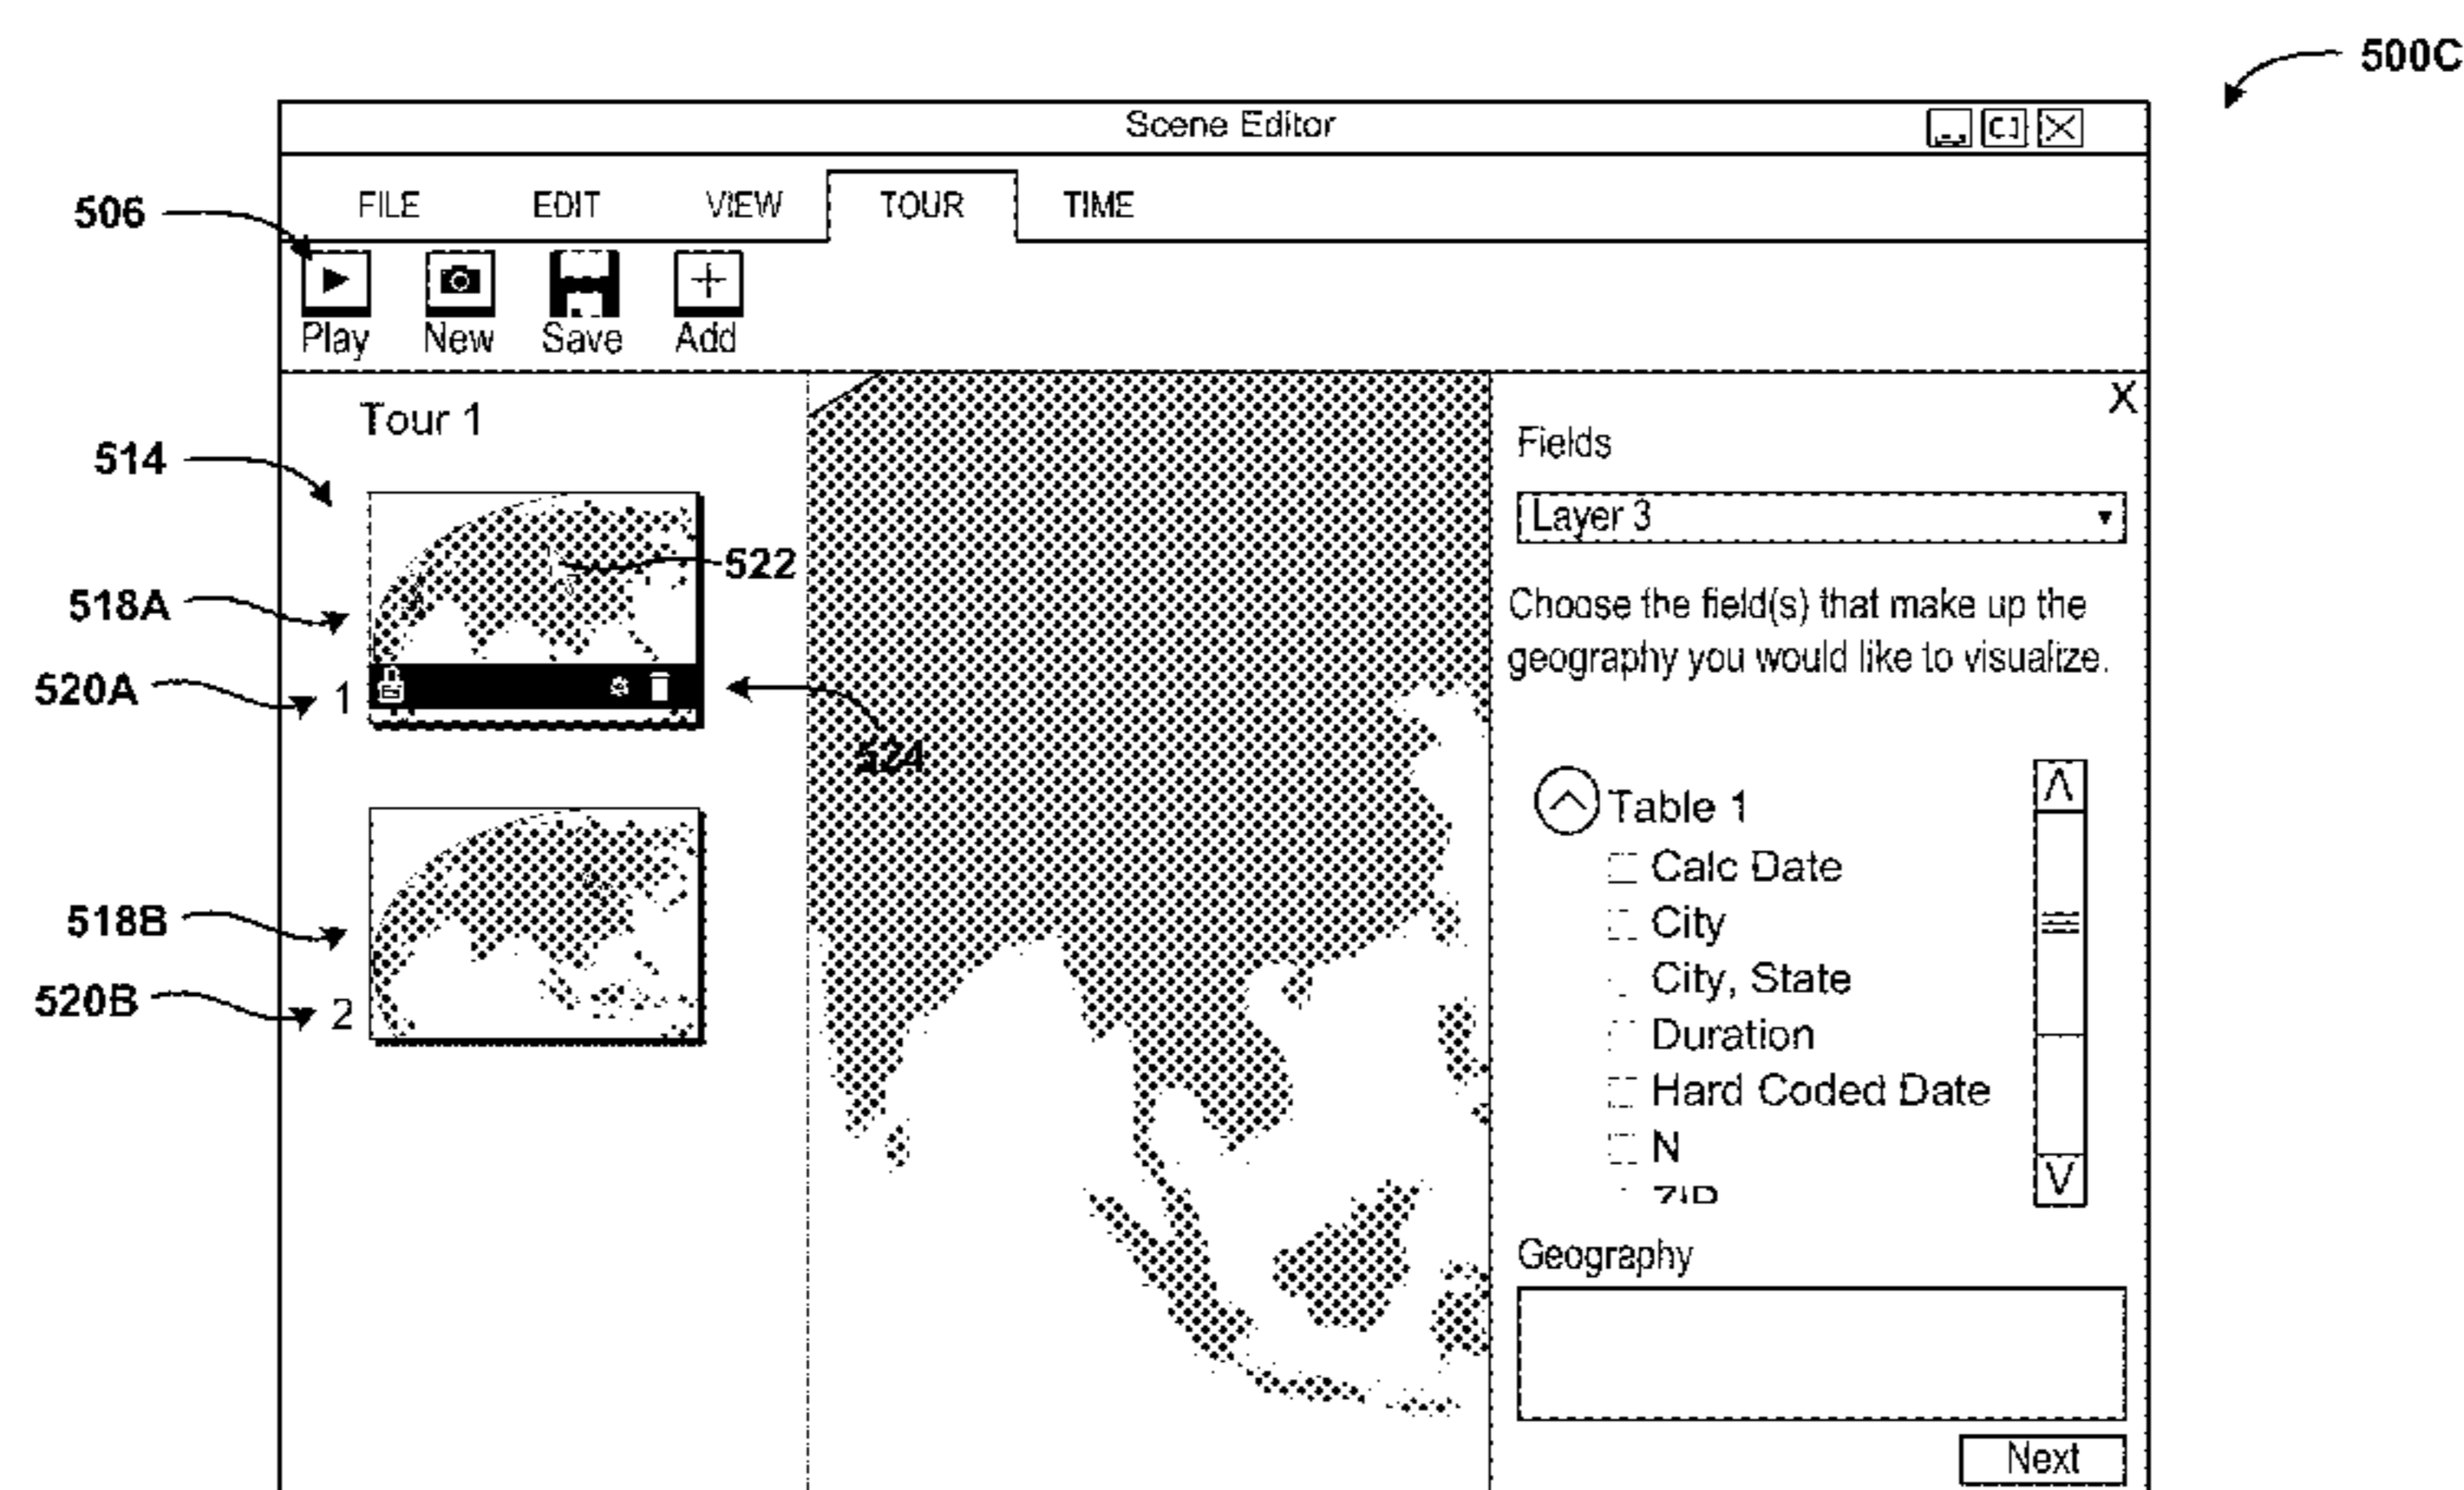 500C
Scene Editor
506
FILE EDIT VIEW TOUR TIME
Play New Save Add
Tour 1
X
514
Fields
Layer 3
522
518A
Choose the field(s) that make up the
geography you would like to visualize.
520A
1
524
Table 1
Calc Date
518B
City
City, State
520B
2
Duration
Hard Coded Date
N
ZIP
Geography
Next